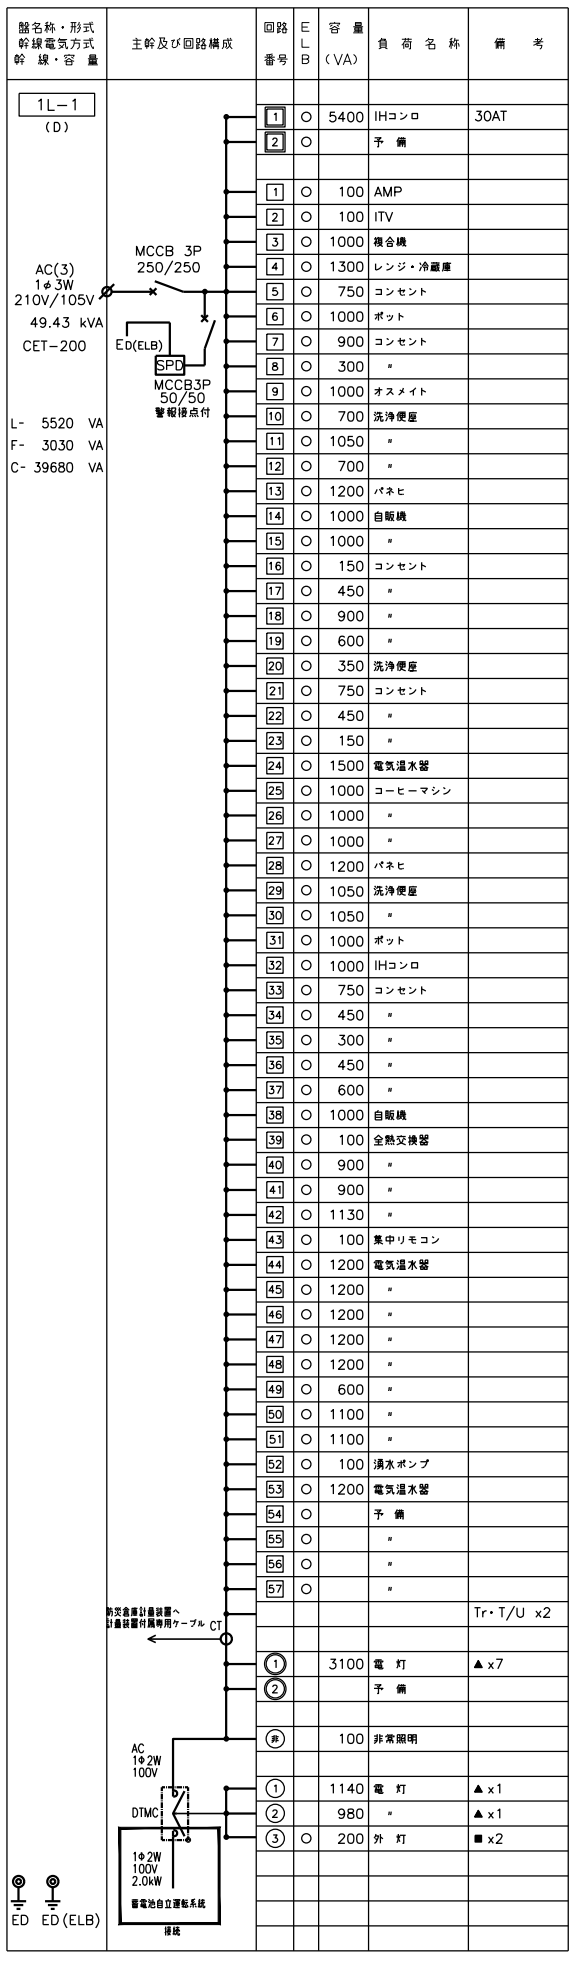 盤名称・形式
幹線電気方式
幹 線・容 量
主幹及び回路構成
回路
番号
E
L
B
容 量
(VA)
負 荷 名 称
備 考
1L-1
(D)
1 ○ 5400 IHコンロ 30AT
2 ○ 予 備
1 ○ 100 AMP
2 ○ 100 ITV
3 ○ 1000 複合機
4 ○ 1300 レンジ・冷蔵庫
5 ○ 750 コンセント
6 ○ 1000 ポット
7 ○ 900 コンセント
8 ○ 300 〃
9 ○ 1000 オスメイト
10 ○ 700 洗浄便座
11 ○ 1050 〃
12 ○ 700 〃
13 ○ 1200 パネヒ
14 ○ 1000 自販機
15 ○ 1000 〃
16 ○ 150 コンセント
17 ○ 450 〃
18 ○ 900 〃
19 ○ 600 〃
20 ○ 350 洗浄便座
21 ○ 750 コンセント
22 ○ 450 〃
23 ○ 150 〃
24 ○ 1500 電気温水器
25 ○ 1000 コーヒーマシン
26 ○ 1000 〃
27 ○ 1000 〃
28 ○ 1200 パネヒ
29 ○ 1050 洗浄便座
30 ○ 1050 〃
31 ○ 1000 ポット
32 ○ 1000 IHコンロ
33 ○ 750 コンセント
34 ○ 450 〃
35 ○ 300 〃
36 ○ 450 〃
37 ○ 600 〃
38 ○ 1000 自販機
39 ○ 100 全熱交換器
40 ○ 900 〃
41 ○ 900 〃
42 ○ 1130 〃
43 ○ 100 集中リモコン
44 ○ 1200 電気温水器
45 ○ 1200 〃
46 ○ 1200 〃
47 ○ 1200 〃
48 ○ 1200 〃
49 ○ 600 〃
50 ○ 1100 〃
51 ○ 1100 〃
52 ○ 100 湧水ポンプ
53 ○ 1200 電気温水器
54 ○ 予 備
55 ○ 〃
56 ○ 〃
57 ○ 〃
Tr・T/U x2
1 3100 電 灯 ▲x7
2 予 備
非 100 非常照明
1 1140 電 灯 ▲x1
2 980 〃 ▲x1
3 ○ 200 外 灯 ■x2
AC(3)
1φ3W
210V/105V
49.43 kVA
CET-200
L- 5520 VA
F- 3030 VA
C- 39680 VA
MCCB 3P
250/250
ED(ELB)
SPD
MCCB3P
50/50
警報接点付
防災倉庫計量装置へ
計量装置付属専用ケーブル CT
AC
1φ2W
100V
DTMC
1φ2W
100V
2.0kW
蓄電池自立運転系統
接続
ED ED(ELB)